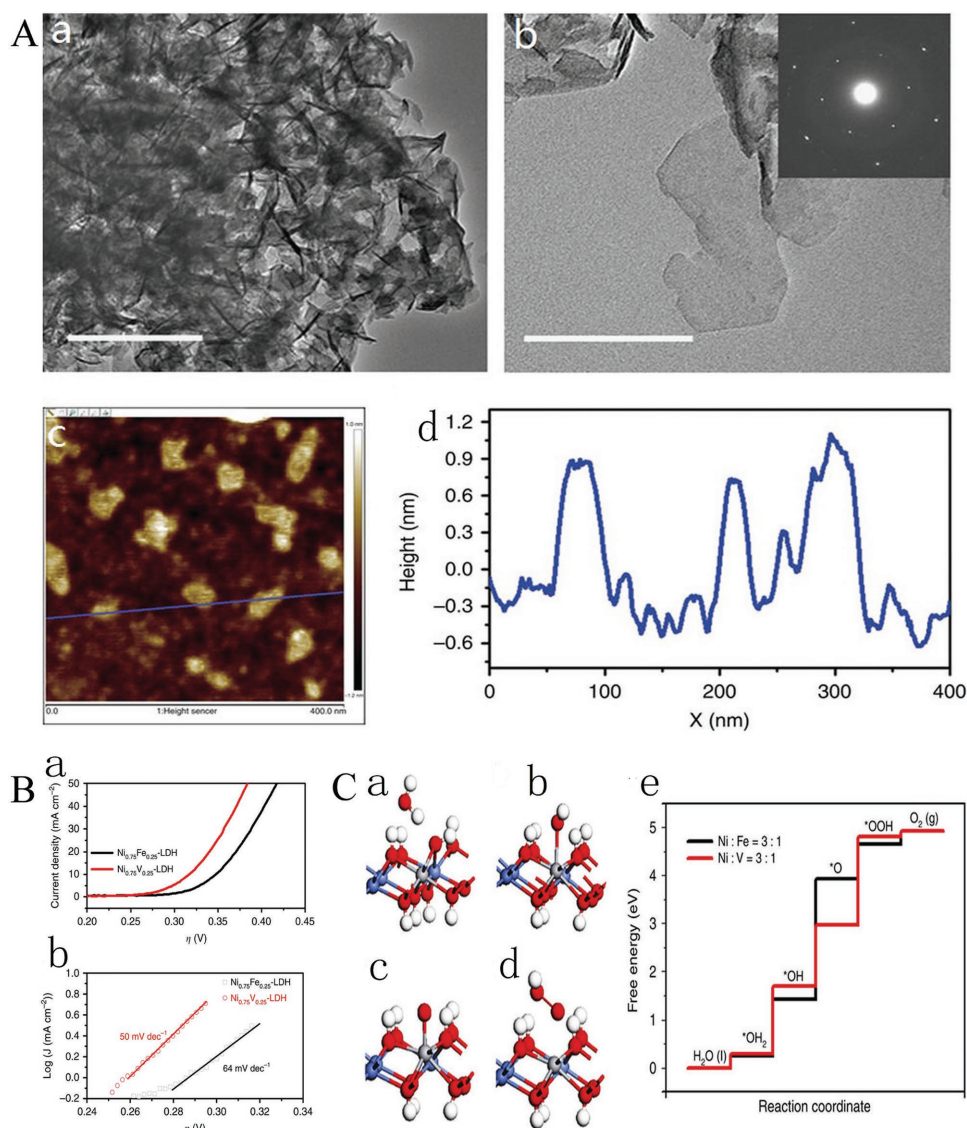 A
a
b
c
1.0 nm
-1.2 nm
0.0
1:Height sencer
400.0 nm
d
1.2
0.9
0.6
0.3
0.0
−0.3
−0.6
Height (nm)
0
100
200
300
400
X (nm)
B
a
50
40
30
20
10
0
Current density (mA cm⁻²)
Ni₀.₇₅Fe₀.₂₅-LDH
Ni₀.₇₅V₀.₂₅-LDH
0.20
0.25
0.30
0.35
0.40
0.45
η (V)
b
1.0
0.8
0.6
0.4
0.2
0.0
−0.2
Log (J (mA cm⁻²))
Ni₀.₇₅Fe₀.₂₅-LDH
Ni₀.₇₅V₀.₂₅-LDH
50 mV dec⁻¹
64 mV dec⁻¹
0.24
0.26
0.28
0.30
0.32
0.34
η (V)
C
a
b
c
d
e
5
4
3
2
1
0
Free energy (eV)
Ni : Fe = 3 : 1
Ni : V = 3 : 1
H₂O (l)
*OH₂
*OH
*O
*OOH
O₂ (g)
Reaction coordinate